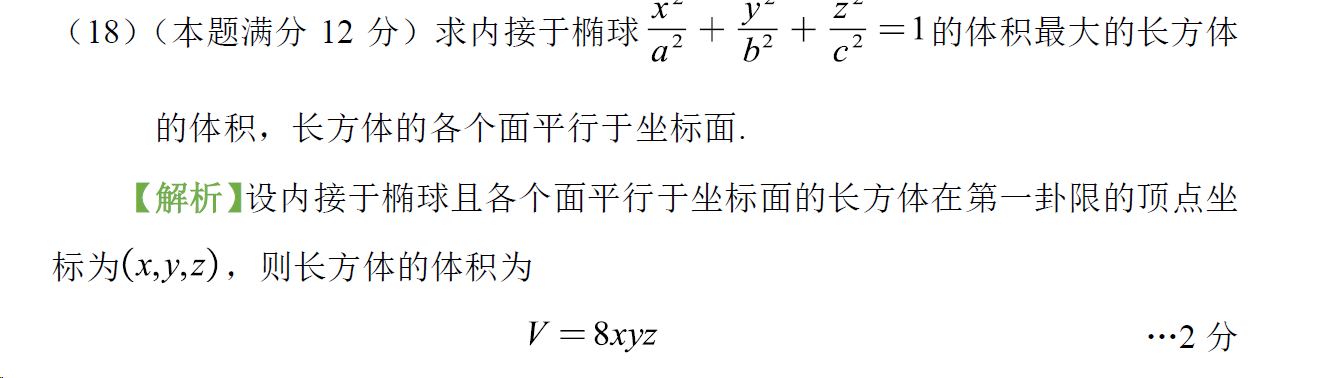 （18）（本题满分 12 分）求内接于椭球 x²/a² + y²/b² + z²/c² =1的体积最大的长方体
的体积，长方体的各个面平行于坐标面.
【解析】设内接于椭球且各个面平行于坐标面的长方体在第一卦限的顶点坐
标为(x,y,z)，则长方体的体积为
V = 8xyz …2 分